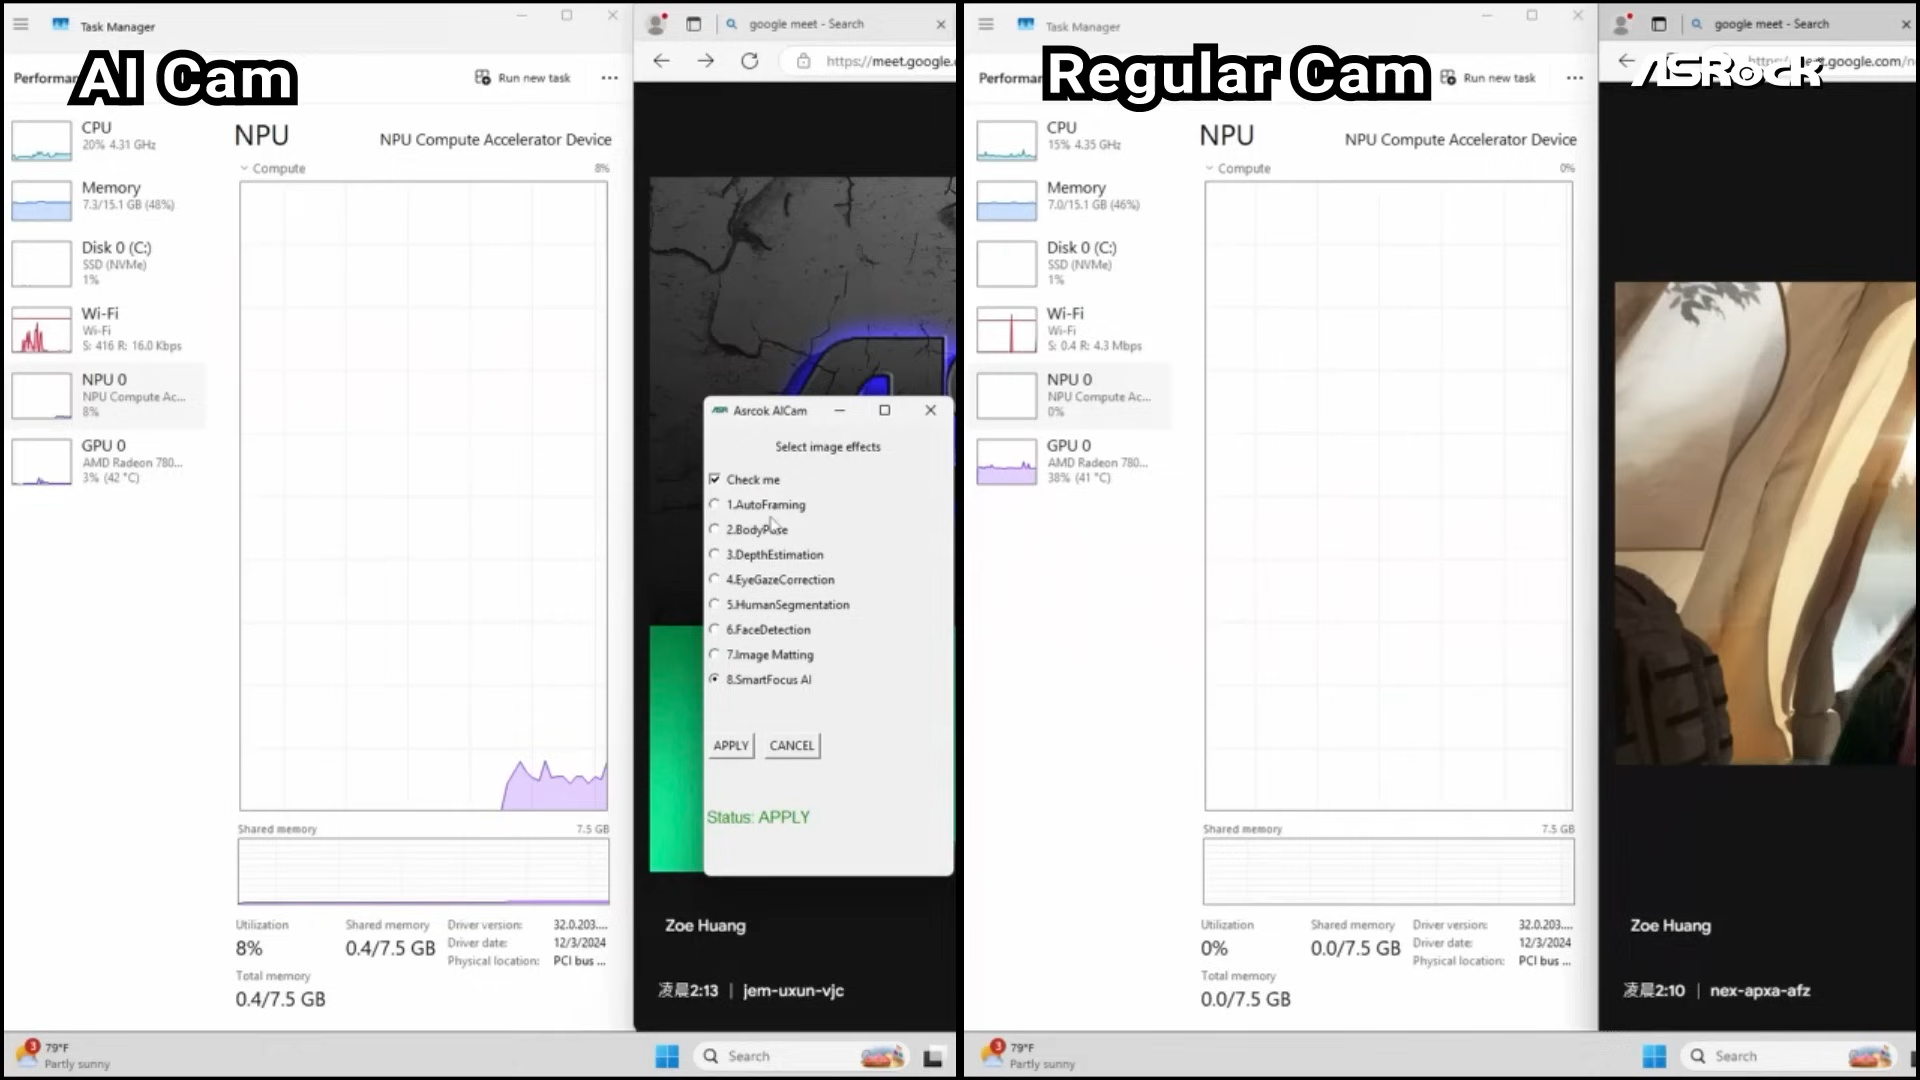 Task Manager
AI Cam
Performan
Run new task
CPU
20% 4.31 GHz
Memory
7.3/15.1 GB (48%)
Disk 0 (C:)
SSD (NVMe)
1%
Wi-Fi
Wi-Fi
S: 416 R: 16.0 Kbps
NPU 0
NPU Compute Ac...
8%
GPU 0
AMD Radeon 780...
3% (42 °C)
NPU
NPU Compute Accelerator Device
Compute
8%
Shared memory
7.5 GB
Utilization
8%
Shared memory
0.4/7.5 GB
Driver version:
32.0.203....
Driver date:
12/3/2024
Physical location:
PCI bus ...
Total memory
0.4/7.5 GB
google meet - Search
https://meet.google.
Asrcok AICam
Select image effects
Check me
1.AutoFraming
2.BodyPose
3.DepthEstimation
4.EyeGazeCorrection
5.HumanSegmentation
6.FaceDetection
7.Image Matting
8.SmartFocus AI
APPLY
CANCEL
Status: APPLY
Zoe Huang
凌晨2:13 | jem-uxun-vjc
3
79°F
Partly sunny
Search
Task Manager
Regular Cam
Performan
Run new task
CPU
15% 4.35 GHz
Memory
7.0/15.1 GB (46%)
Disk 0 (C:)
SSD (NVMe)
1%
Wi-Fi
Wi-Fi
S: 0.4 R: 4.3 Mbps
NPU 0
NPU Compute Ac...
0%
GPU 0
AMD Radeon 780...
38% (41 °C)
NPU
NPU Compute Accelerator Device
Compute
0%
Shared memory
7.5 GB
Utilization
0%
Shared memory
0.0/7.5 GB
Driver version:
32.0.203....
Driver date:
12/3/2024
Physical location:
PCI bus ...
Total memory
0.0/7.5 GB
google meet - Search
ASRock
Zoe Huang
凌晨2:10 | nex-apxa-afz
3
79°F
Partly sunny
Search